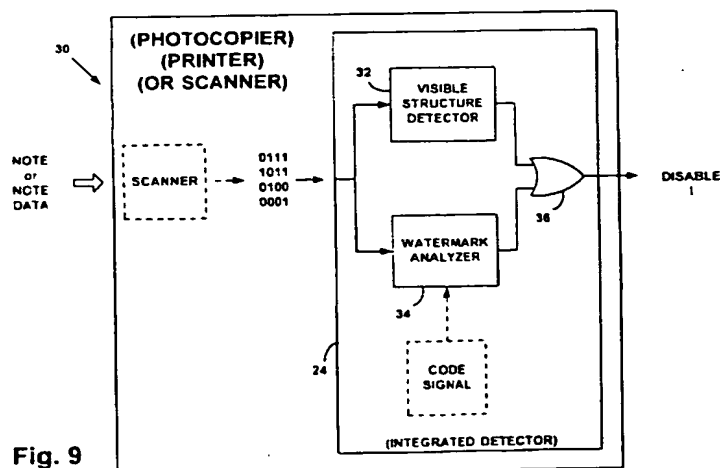 30
(PHOTOCOPIER)
(PRINTER)
(OR SCANNER)
NOTE
or
NOTE
DATA
SCANNER
0111
1011
0100
0001
32
VISIBLE
STRUCTURE
DETECTOR
WATERMARK
ANALYZER
34
36
DISABLE
CODE
SIGNAL
24
(INTEGRATED DETECTOR)
Fig. 9